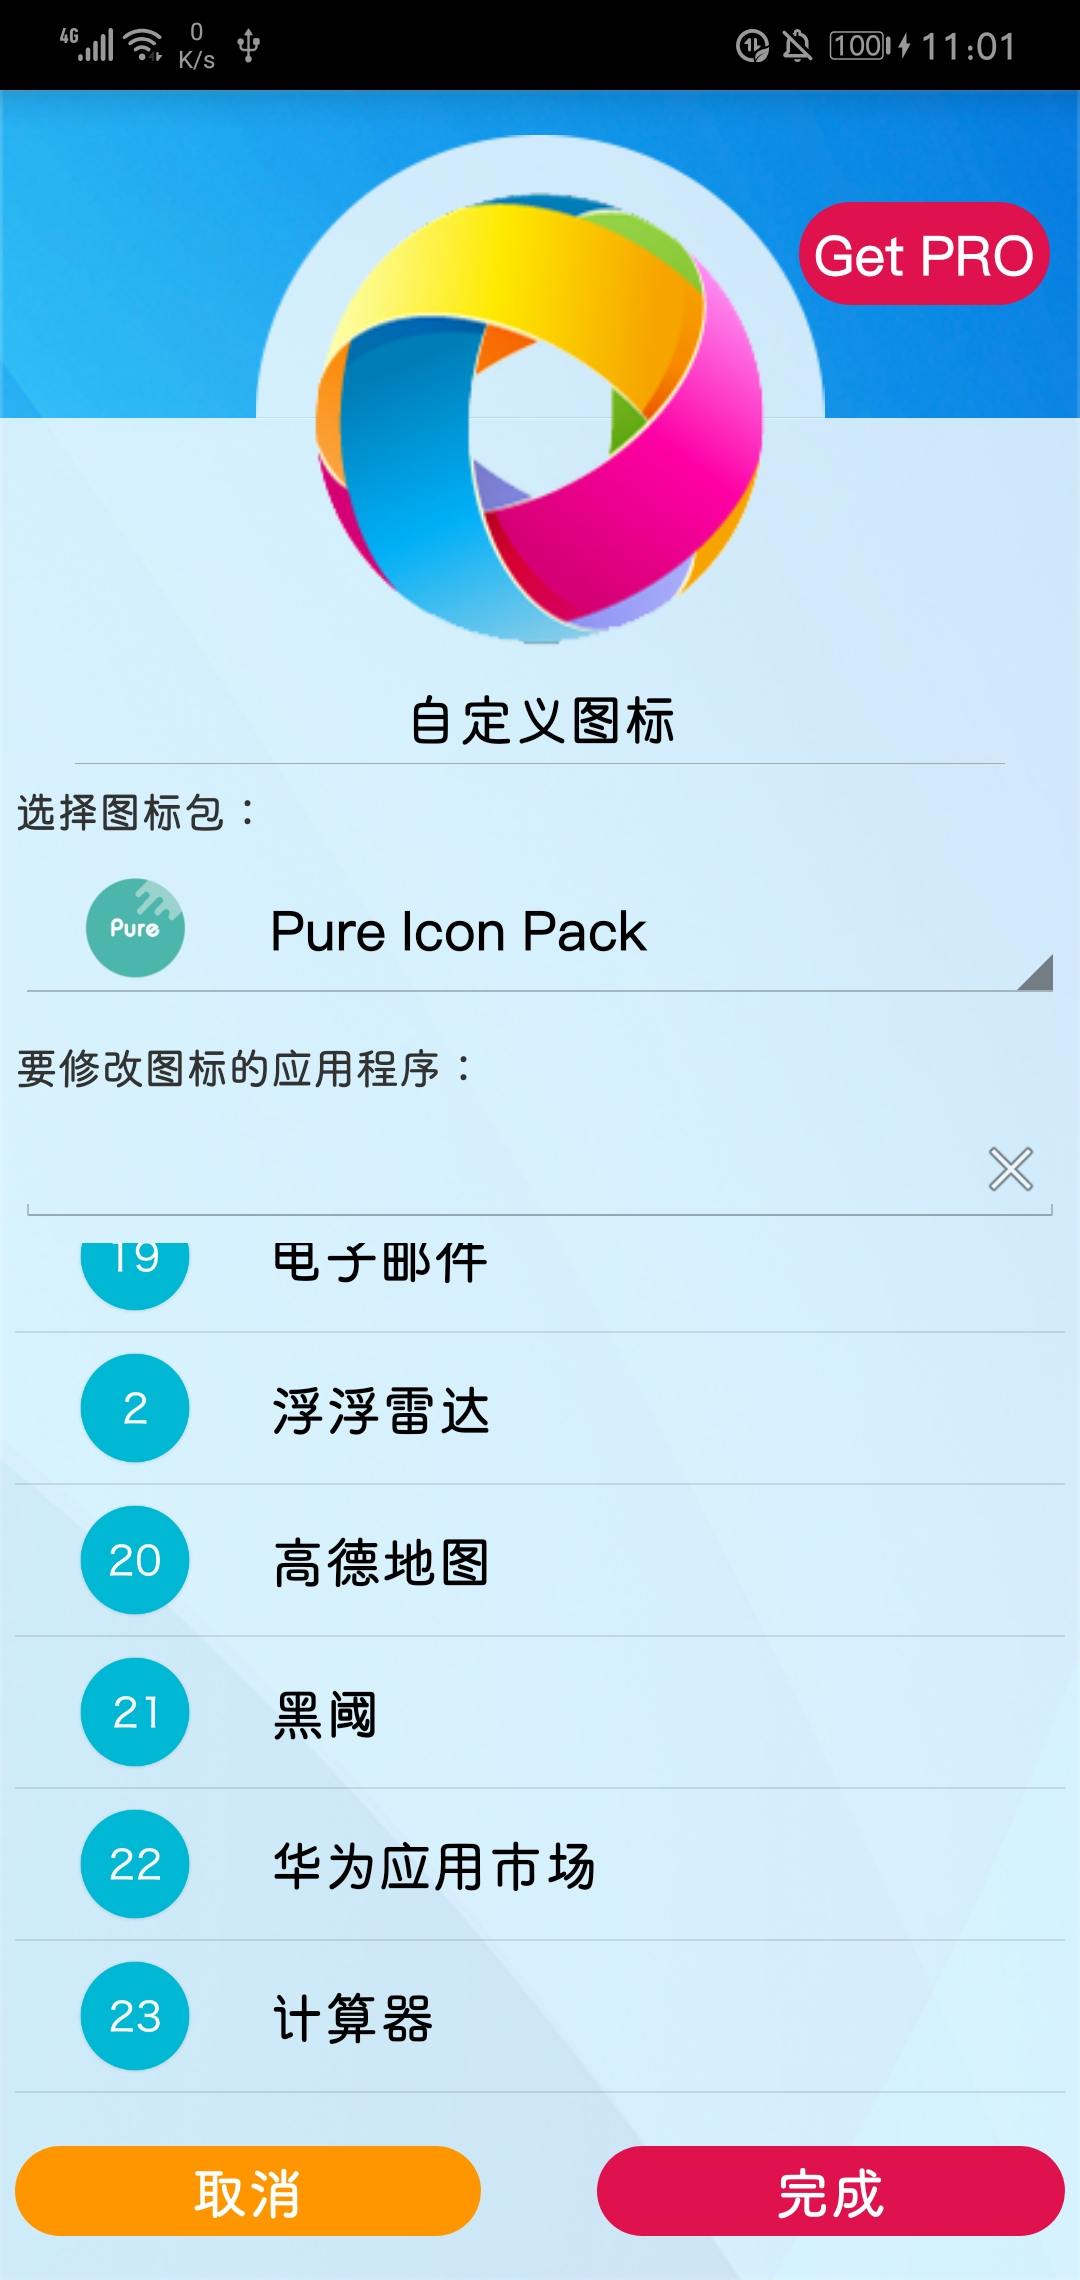 4G 0 K/s 100 11:01
Get PRO
自定义图标
选择图标包：
Pure Pure Icon Pack
要修改图标的应用程序：
19 电子邮件
2 浮浮雷达
20 高德地图
21 黑阈
22 华为应用市场
23 计算器
取消 完成